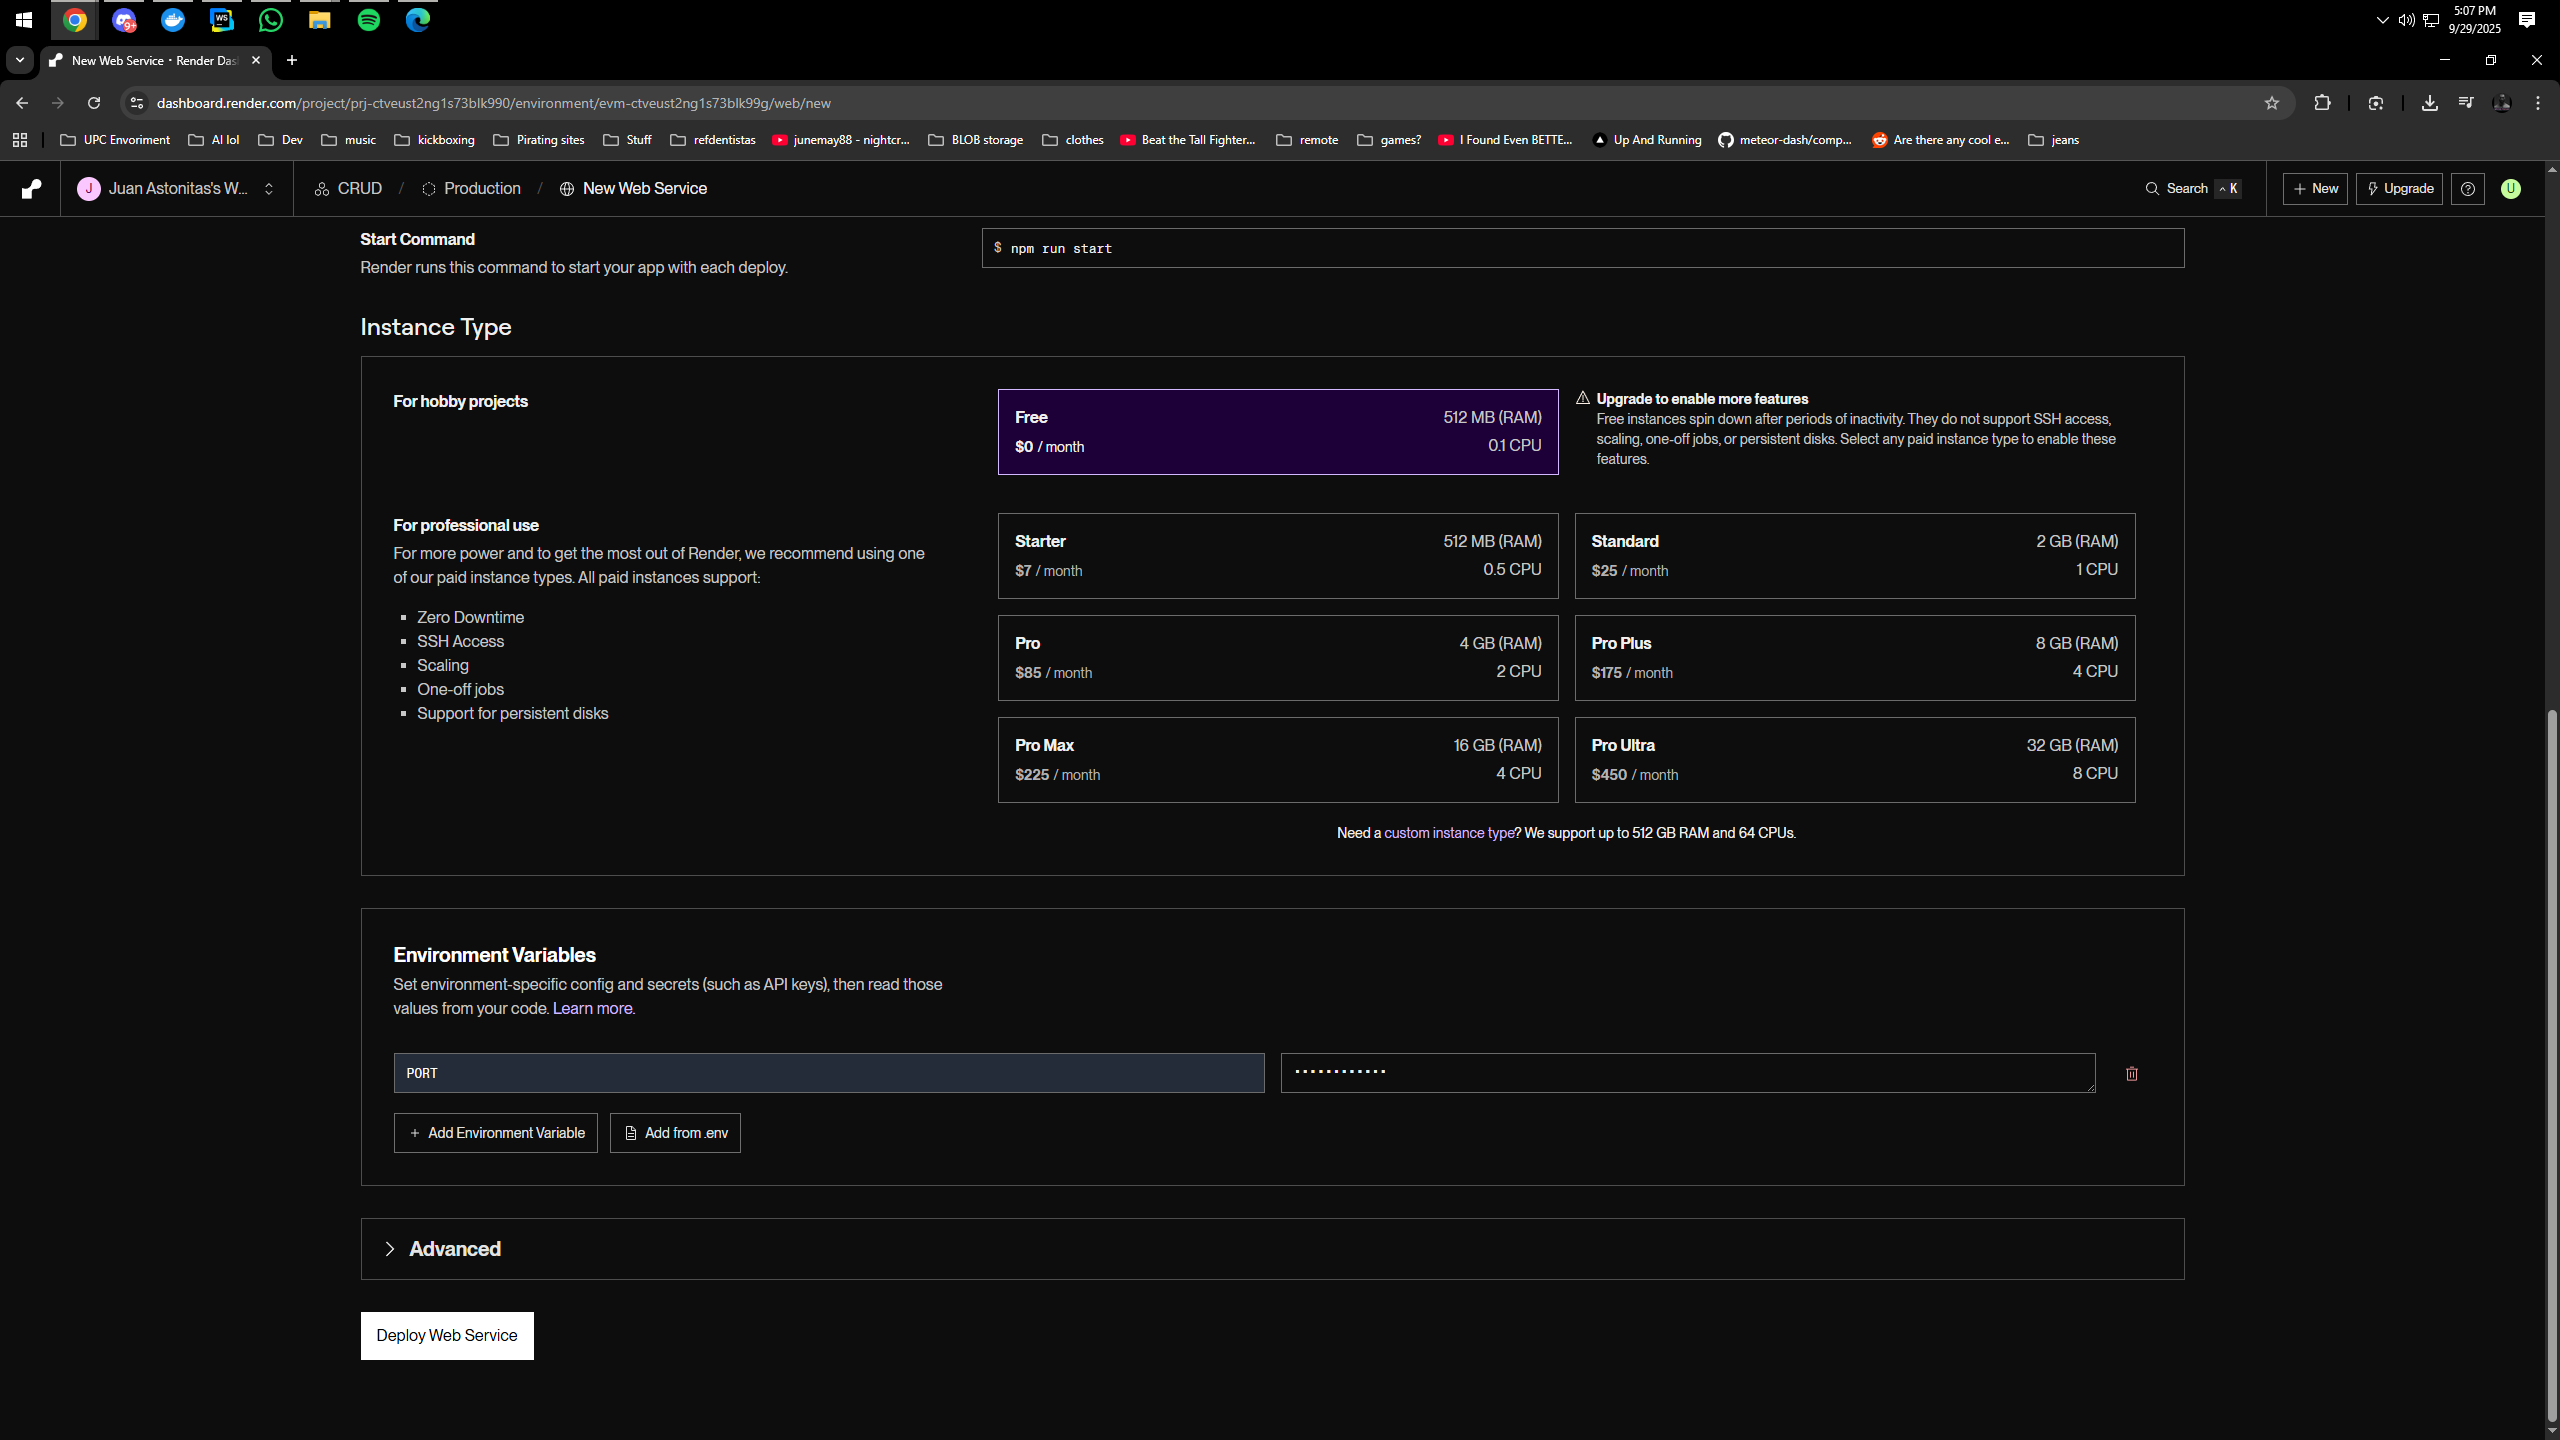 5:07 PM
9/29/2025
9+
WS
New Web Service · Render Das
dashboard.render.com/project/prj-ctveust2ng1s73blk990/environment/evm-ctveust2ng1s73blk99g/web/new
UPC Envoriment
AI lol
Dev
music
kickboxing
Pirating sites
Stuff
refdentistas
junemay88 - nightcr...
BLOB storage
clothes
Beat the Tall Fighter...
remote
games?
I Found Even BETTE...
Up And Running
meteor-dash/comp...
Are there any cool e...
jeans
J Juan Astonitas's W...
CRUD / Production / New Web Service
Search ^ K
+ New
Upgrade
U
Start Command
Render runs this command to start your app with each deploy.
$ npm run start
Instance Type
For hobby projects
Free 512 MB (RAM)
$0 / month 0.1 CPU
Upgrade to enable more features
Free instances spin down after periods of inactivity. They do not support SSH access,
scaling, one-off jobs, or persistent disks. Select any paid instance type to enable these
features.
For professional use
For more power and to get the most out of Render, we recommend using one
of our paid instance types. All paid instances support:
▪ Zero Downtime
▪ SSH Access
▪ Scaling
▪ One-off jobs
▪ Support for persistent disks
Starter 512 MB (RAM)
$7 / month 0.5 CPU
Standard 2 GB (RAM)
$25 / month 1 CPU
Pro 4 GB (RAM)
$85 / month 2 CPU
Pro Plus 8 GB (RAM)
$175 / month 4 CPU
Pro Max 16 GB (RAM)
$225 / month 4 CPU
Pro Ultra 32 GB (RAM)
$450 / month 8 CPU
Need a custom instance type? We support up to 512 GB RAM and 64 CPUs.
Environment Variables
Set environment-specific config and secrets (such as API keys), then read those
values from your code. Learn more.
PORT
············
+ Add Environment Variable
Add from .env
Advanced
Deploy Web Service